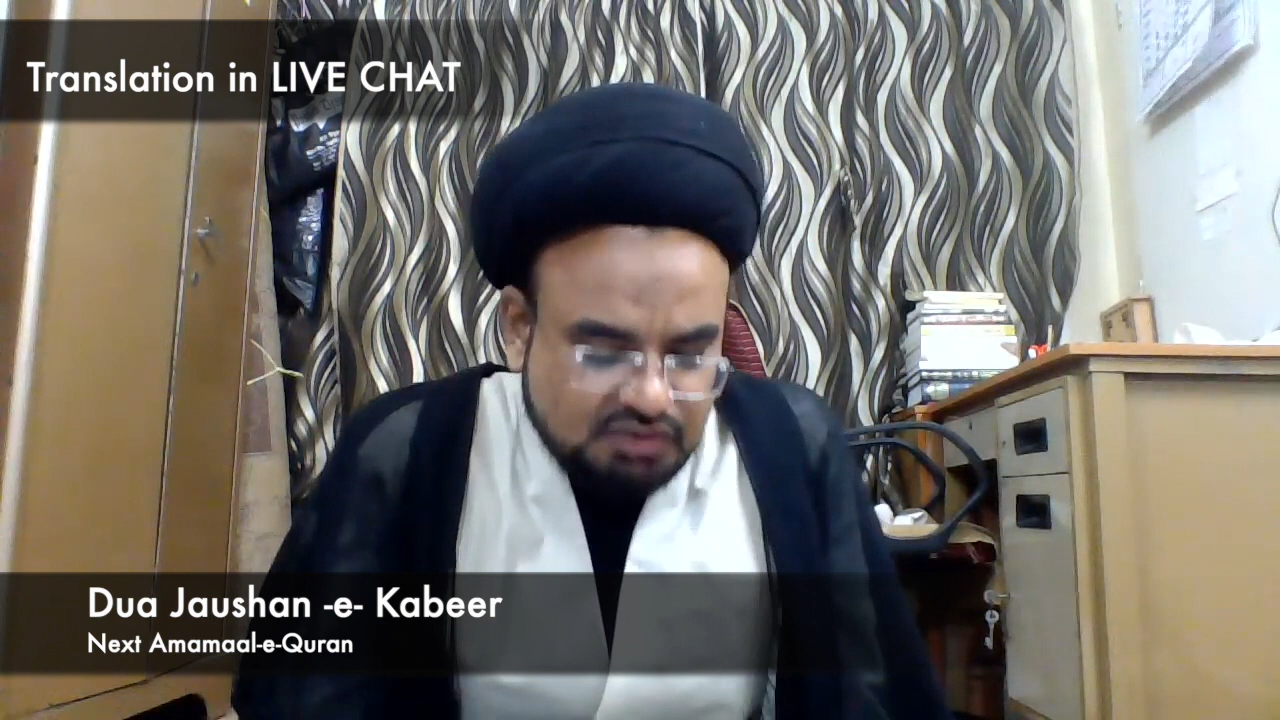 Translation in LIVE CHAT
Dua Jaushan -e- Kabeer
Next Amamaal-e-Quran